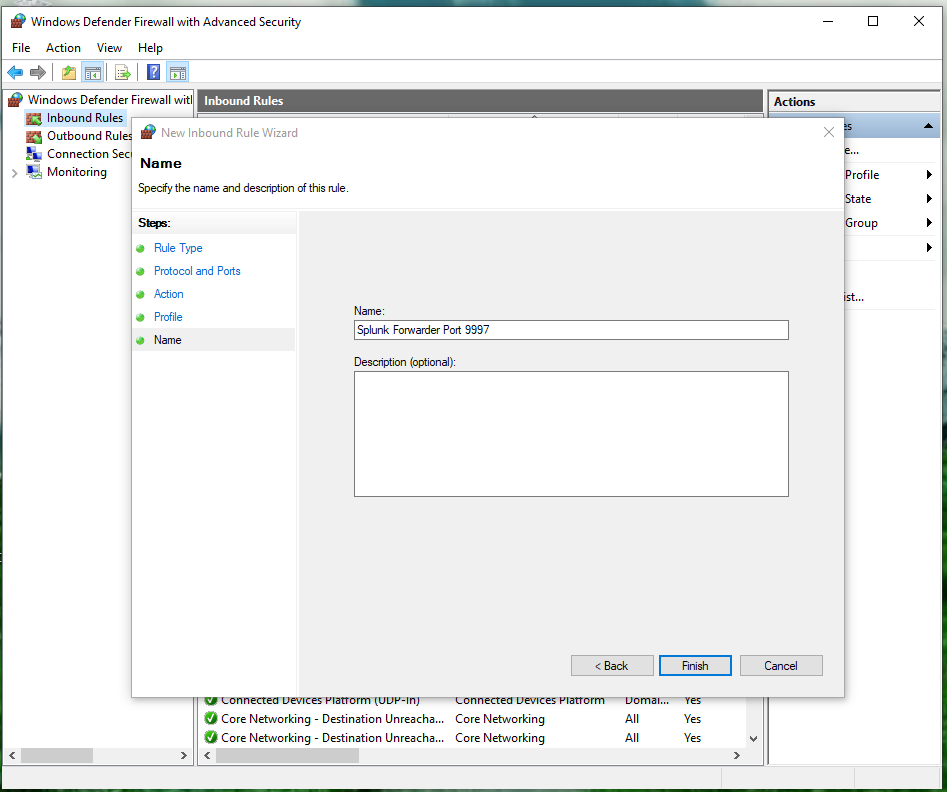 Windows Defender Firewall with Advanced Security
File Action View Help
Windows Defender Firewall wit
Inbound Rules
Outbound Rules
Connection Secu
Monitoring
Inbound Rules
Actions
New Inbound Rule Wizard
Name
Specify the name and description of this rule.
Steps:
Rule Type
Protocol and Ports
Action
Profile
Name
Name:
Splunk Forwarder Port 9997
Description (optional):
< Back Finish Cancel
es
e...
Profile
State
Group
ist...
Connected Devices Platform (UDP-In) Connected Devices Platform Domai... Yes
Core Networking - Destination Unreacha... Core Networking All Yes
Core Networking - Destination Unreacha... Core Networking All Yes